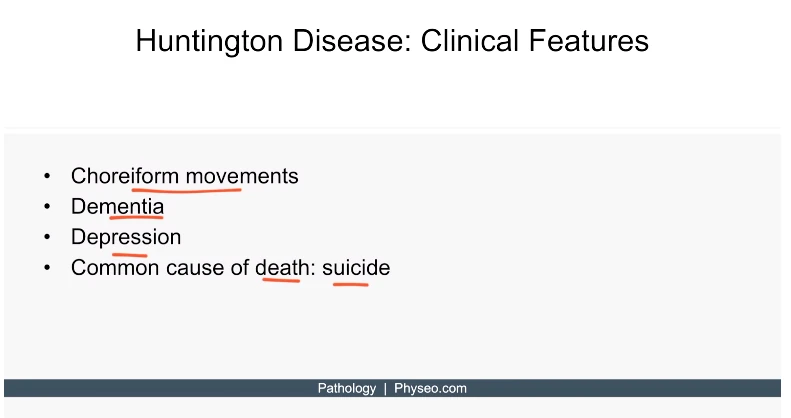 Huntington Disease: Clinical Features
• Choreiform movements
• Dementia
• Depression
• Common cause of death: suicide
Pathology | Physeo.com